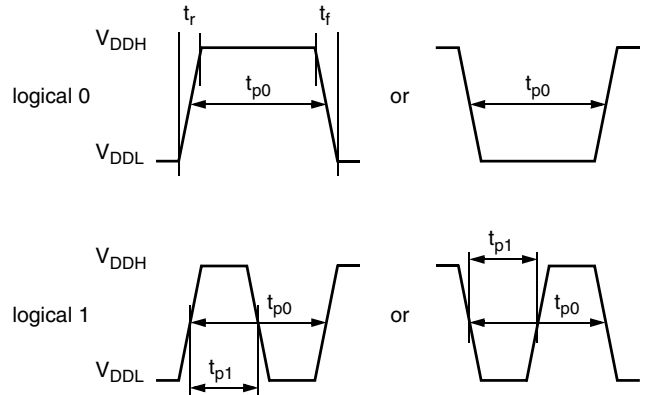 tr tf
VDDH
logical 0 tp0 or tp0
VDDL
VDDH tp1
logical 1 tp0 or tp0
VDDL tp1